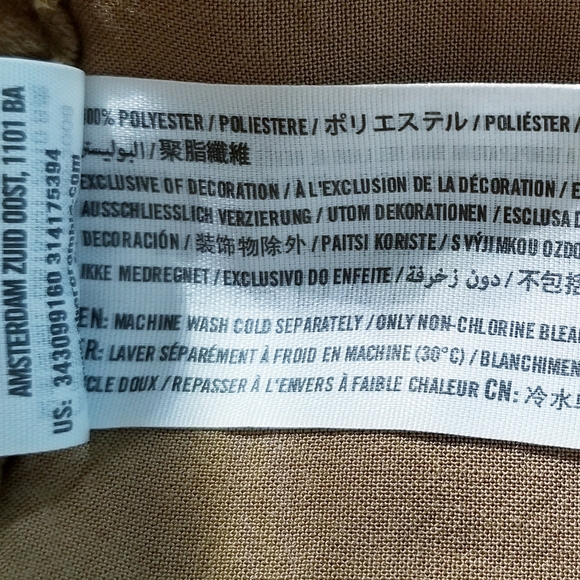 AMSTERDAM ZUID OOST, 1101 BA
US: 343099160 314175394
100% POLYESTER / POLIESTERE / ポリエステル / POLIÉSTER /
/ 聚脂纖維
EXCLUSIVE OF DECORATION / À L'EXCLUSION DE LA DÉCORATION /
AUSSCHLIESSLICH VERZIERUNG / UTOM DEKORATIONEN / ESCLUSA
DECORACIÓN / 装饰物除外 / PAITSI KORISTE / S VÝJIMKOU OZDO
IKKE MEDREGNET / EXCLUSIVO DO ENFEITE / دون زخرفة / 不包括
EN: MACHINE WASH COLD SEPARATELY / ONLY NON-CHLORINE BLEA
R: LAVER SÉPARÉMENT À FROID EN MACHINE (30°C) / BLANCHIMEN
CLE DOUX / REPASSER À L'ENVERS À FAIBLE CHALEUR CN: 冷水